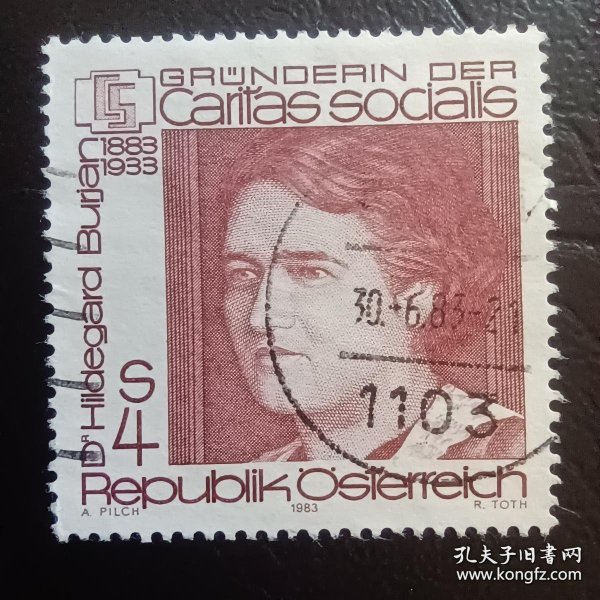 GRÜNDERIN DER
Caritas socialis
CS
1883
1933
Dr Hildegard Burjan
S
4
30.-6.83-21
1103
Republik Österreich
A. PILCH
1983
R. TOTH
孔夫子旧书网
www.kongfz.com